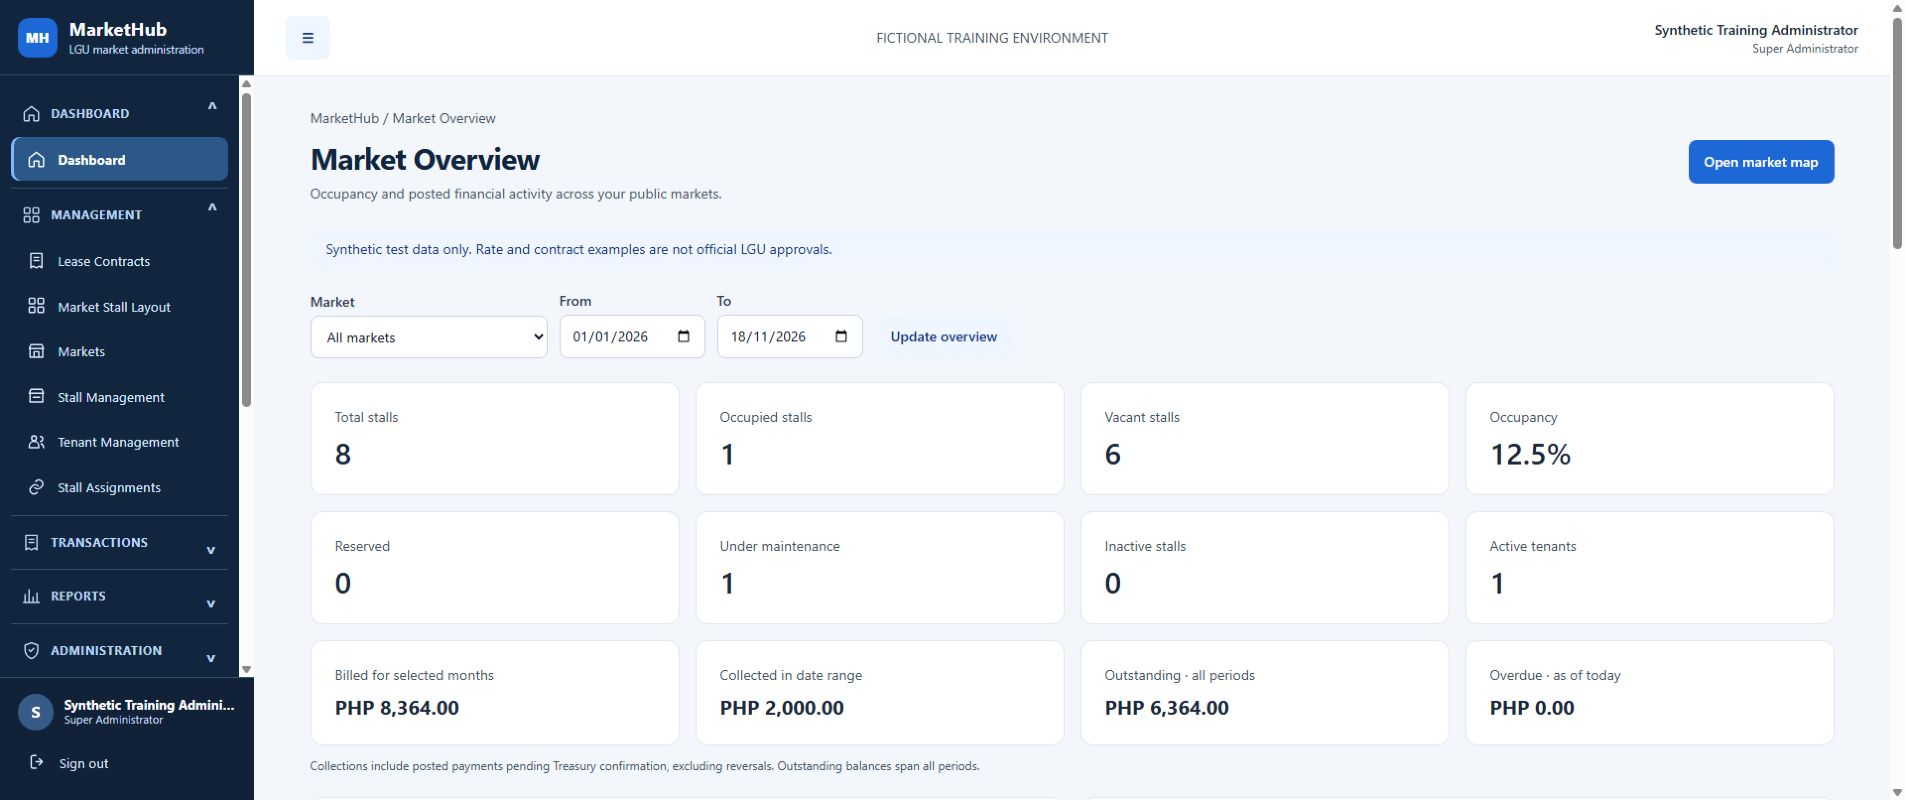 MH
MarketHub
LGU market administration
DASHBOARD
Dashboard
MANAGEMENT
Lease Contracts
Market Stall Layout
Markets
Stall Management
Tenant Management
Stall Assignments
TRANSACTIONS
REPORTS
ADMINISTRATION
S
Synthetic Training Admini...
Super Administrator
Sign out
FICTIONAL TRAINING ENVIRONMENT
Synthetic Training Administrator
Super Administrator
MarketHub / Market Overview
Market Overview
Open market map
Occupancy and posted financial activity across your public markets.
Synthetic test data only. Rate and contract examples are not official LGU approvals.
Market From To
All markets 01/01/2026 18/11/2026 Update overview
Total stalls Occupied stalls Vacant stalls Occupancy
8 1 6 12.5%
Reserved Under maintenance Inactive stalls Active tenants
0 1 0 1
Billed for selected months Collected in date range Outstanding · all periods Overdue · as of today
PHP 8,364.00 PHP 2,000.00 PHP 6,364.00 PHP 0.00
Collections include posted payments pending Treasury confirmation, excluding reversals. Outstanding balances span all periods.